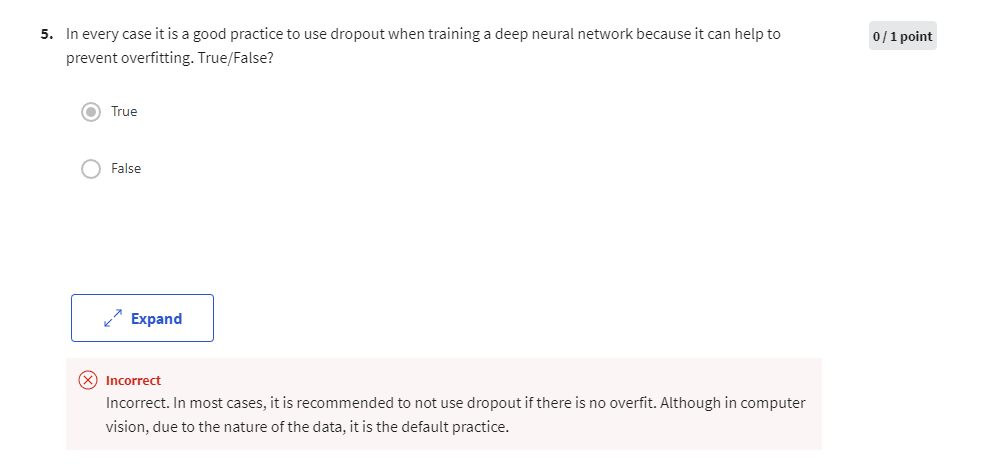 5. In every case it is a good practice to use dropout when training a deep neural network because it can help to
0 / 1 point
prevent overfitting. True/False?
True
False
Expand
Incorrect
Incorrect. In most cases, it is recommended to not use dropout if there is no overfit. Although in computer
vision, due to the nature of the data, it is the default practice.